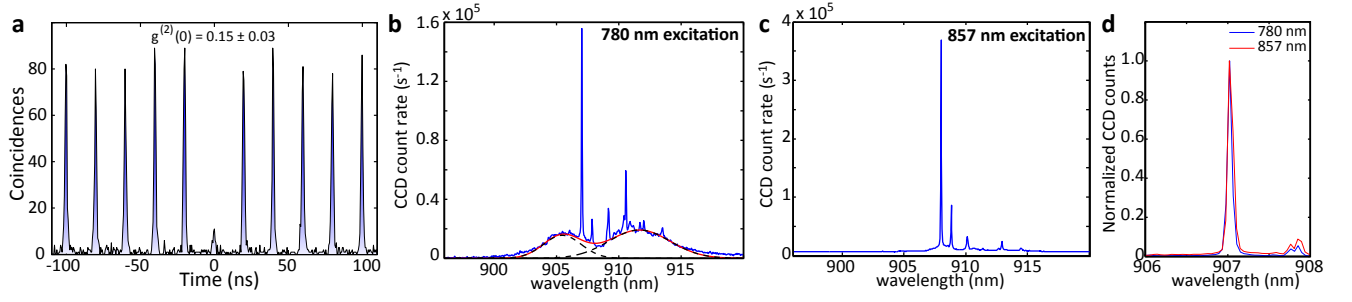 a
g(2)(0) = 0.15 ± 0.03
Coincidences
80
60
40
20
0
-100
-50
0
50
100
Time (ns)
b
1.6 x 10^5
780 nm excitation
CCD count rate (s-1)
1.2
0.8
0.4
0
900
905
910
915
wavelength (nm)
c
x 10^5
857 nm excitation
CCD count rate (s-1)
4
3
2
1
0
900
905
910
915
wavelength (nm)
d
780 nm
857 nm
Normalized CCD counts
1.0
0.8
0.6
0.4
0.2
0
906
907
908
wavelength (nm)